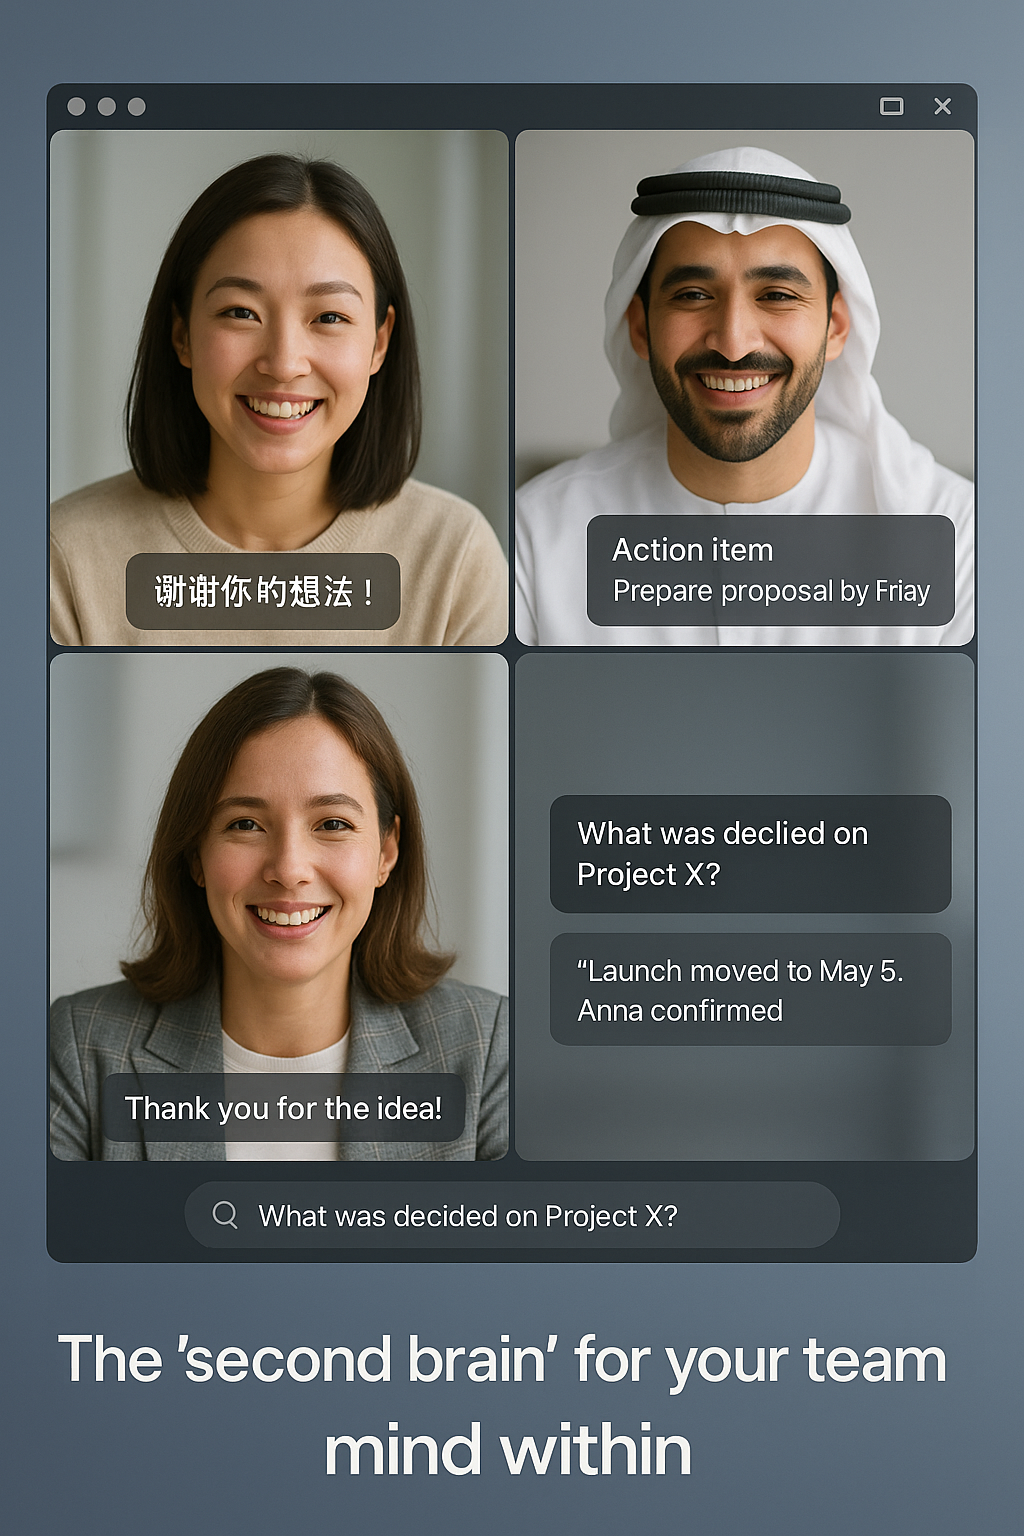 谢谢你的想法！
Action item
Prepare proposal by Friay
Thank you for the idea!
What was declied on
Project X?
“Launch moved to May 5.
Anna confirmed
What was decided on Project X?
The ’second brain’ for your team
mind within